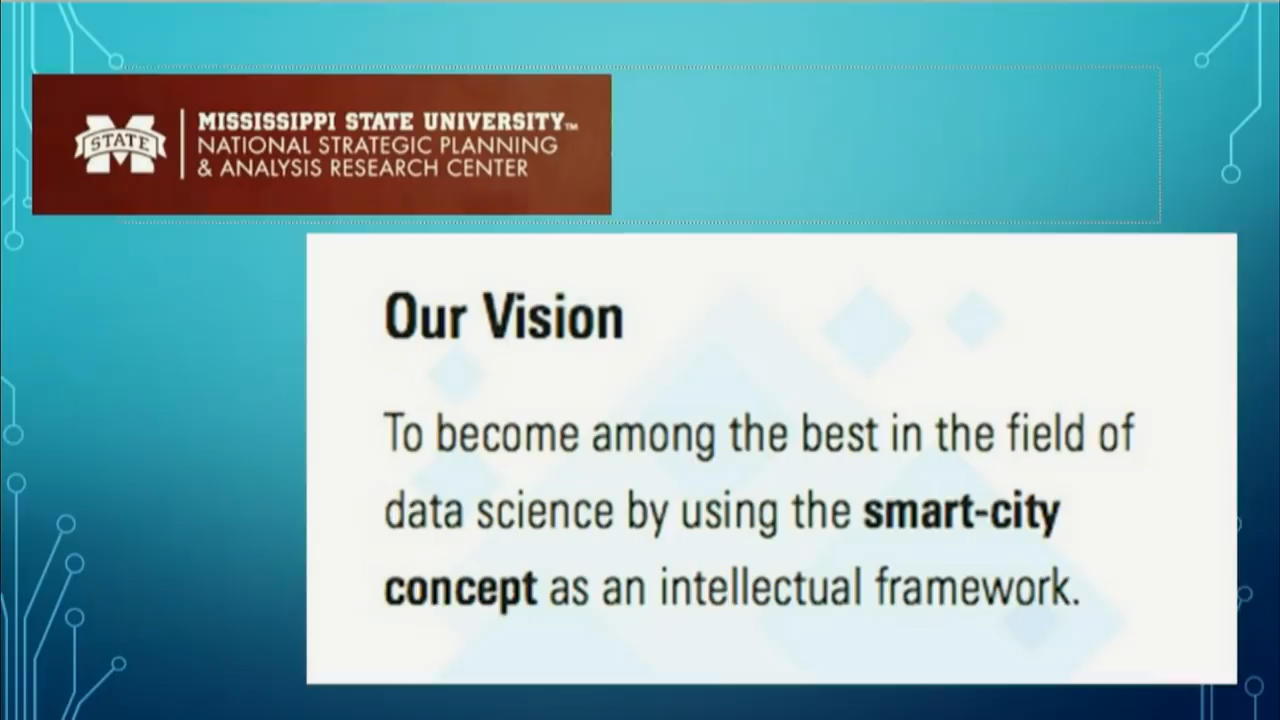 STATE
MISSISSIPPI STATE UNIVERSITY™
NATIONAL STRATEGIC PLANNING
& ANALYSIS RESEARCH CENTER
Our Vision
To become among the best in the field of
data science by using the smart-city
concept as an intellectual framework.